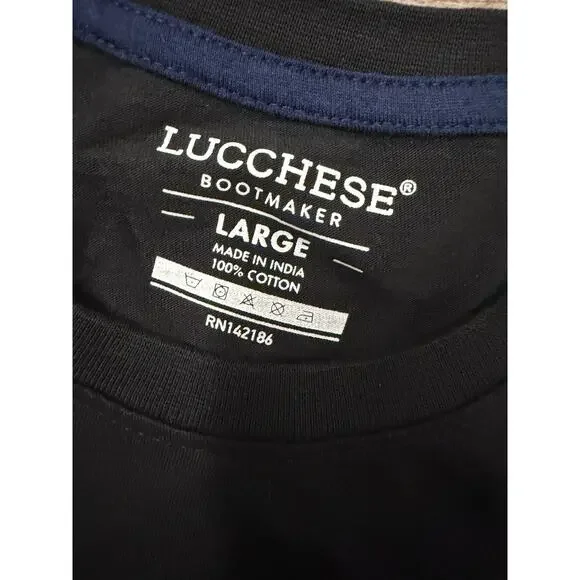 LUCCHESE®
BOOTMAKER
LARGE
MADE IN INDIA
100% COTTON
RN142186